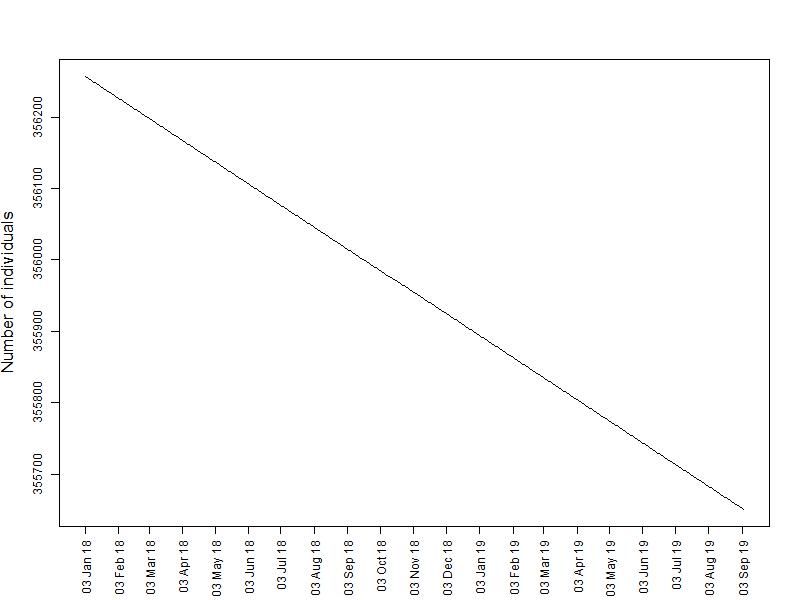 Number of individuals
356200
356100
356000
355900
355800
355700
03 Jan 18
03 Feb 18
03 Mar 18
03 Apr 18
03 May 18
03 Jun 18
03 Jul 18
03 Aug 18
03 Sep 18
03 Oct 18
03 Nov 18
03 Dec 18
03 Jan 19
03 Feb 19
03 Mar 19
03 Apr 19
03 May 19
03 Jun 19
03 Jul 19
03 Aug 19
03 Sep 19